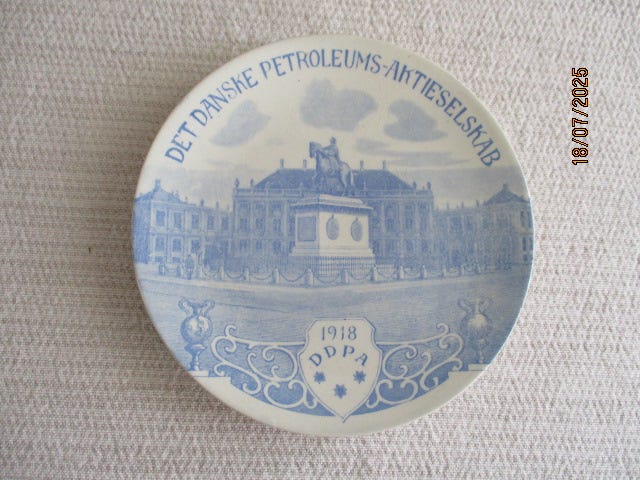 DET DANSKE PETROLEUMS-AKTIESELSKAB
1918
DDPA
18/07/2025